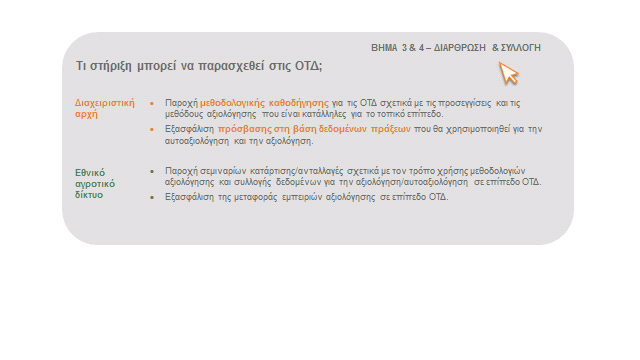 ΒΗΜΑ 3 & 4 – ΔΙΑΡΘΡΩΣΗ & ΣΥΛΛΟΓΗ
Τι στήριξη μπορεί να παρασχεθεί στις ΟΤΔ;
Διαχειριστική
αρχή
• Παροχή μεθοδολογικής καθοδήγησης για τις ΟΤΔ σχετικά με τις προσεγγίσεις και τις
μεθόδους αξιολόγησης που είναι κατάλληλες για το τοπικό επίπεδο.
• Εξασφάλιση πρόσβασης στη βάση δεδομένων πράξεων που θα χρησιμοποιηθεί για την
αυτοαξιολόγηση και την αξιολόγηση.
Εθνικό
αγροτικό
δίκτυο
• Παροχή σεμιναρίων κατάρτισης/ανταλλαγές σχετικά με τον τρόπο χρήσης μεθοδολογιών
αξιολόγησης και συλλογής δεδομένων για την αξιολόγηση/αυτοαξιολόγηση σε επίπεδο ΟΤΔ.
• Εξασφάλιση της μεταφοράς εμπειριών αξιολόγησης σε επίπεδο ΟΤΔ.